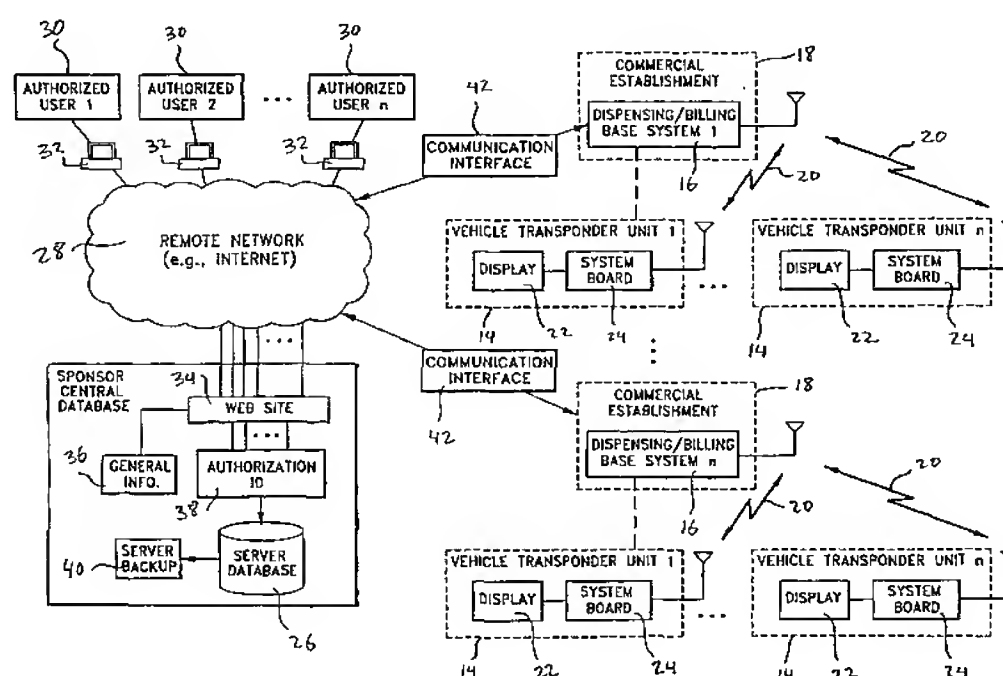 30
30
30
AUTHORIZED
USER 1
AUTHORIZED
USER 2
...
AUTHORIZED
USER n
32
32
32
28
REMOTE NETWORK
(e.g., INTERNET)
42
COMMUNICATION
INTERFACE
18
COMMERCIAL
ESTABLISHMENT
DISPENSING/BILLING
BASE SYSTEM 1
16
20
20
VEHICLE TRANSPONDER UNIT 1
DISPLAY
SYSTEM
BOARD
14
22
24
...
VEHICLE TRANSPONDER UNIT n
DISPLAY
SYSTEM
BOARD
14
22
24
COMMUNICATION
INTERFACE
42
18
COMMERCIAL
ESTABLISHMENT
DISPENSING/BILLING
BASE SYSTEM n
16
20
20
VEHICLE TRANSPONDER UNIT 1
DISPLAY
SYSTEM
BOARD
14
22
24
...
VEHICLE TRANSPONDER UNIT n
DISPLAY
SYSTEM
BOARD
14
22
24
SPONSOR
CENTRAL
DATABASE
34
WEB SITE
36
GENERAL
INFO.
AUTHORIZATION
ID
38
40
SERVER
BACKUP
SERVER
DATABASE
26